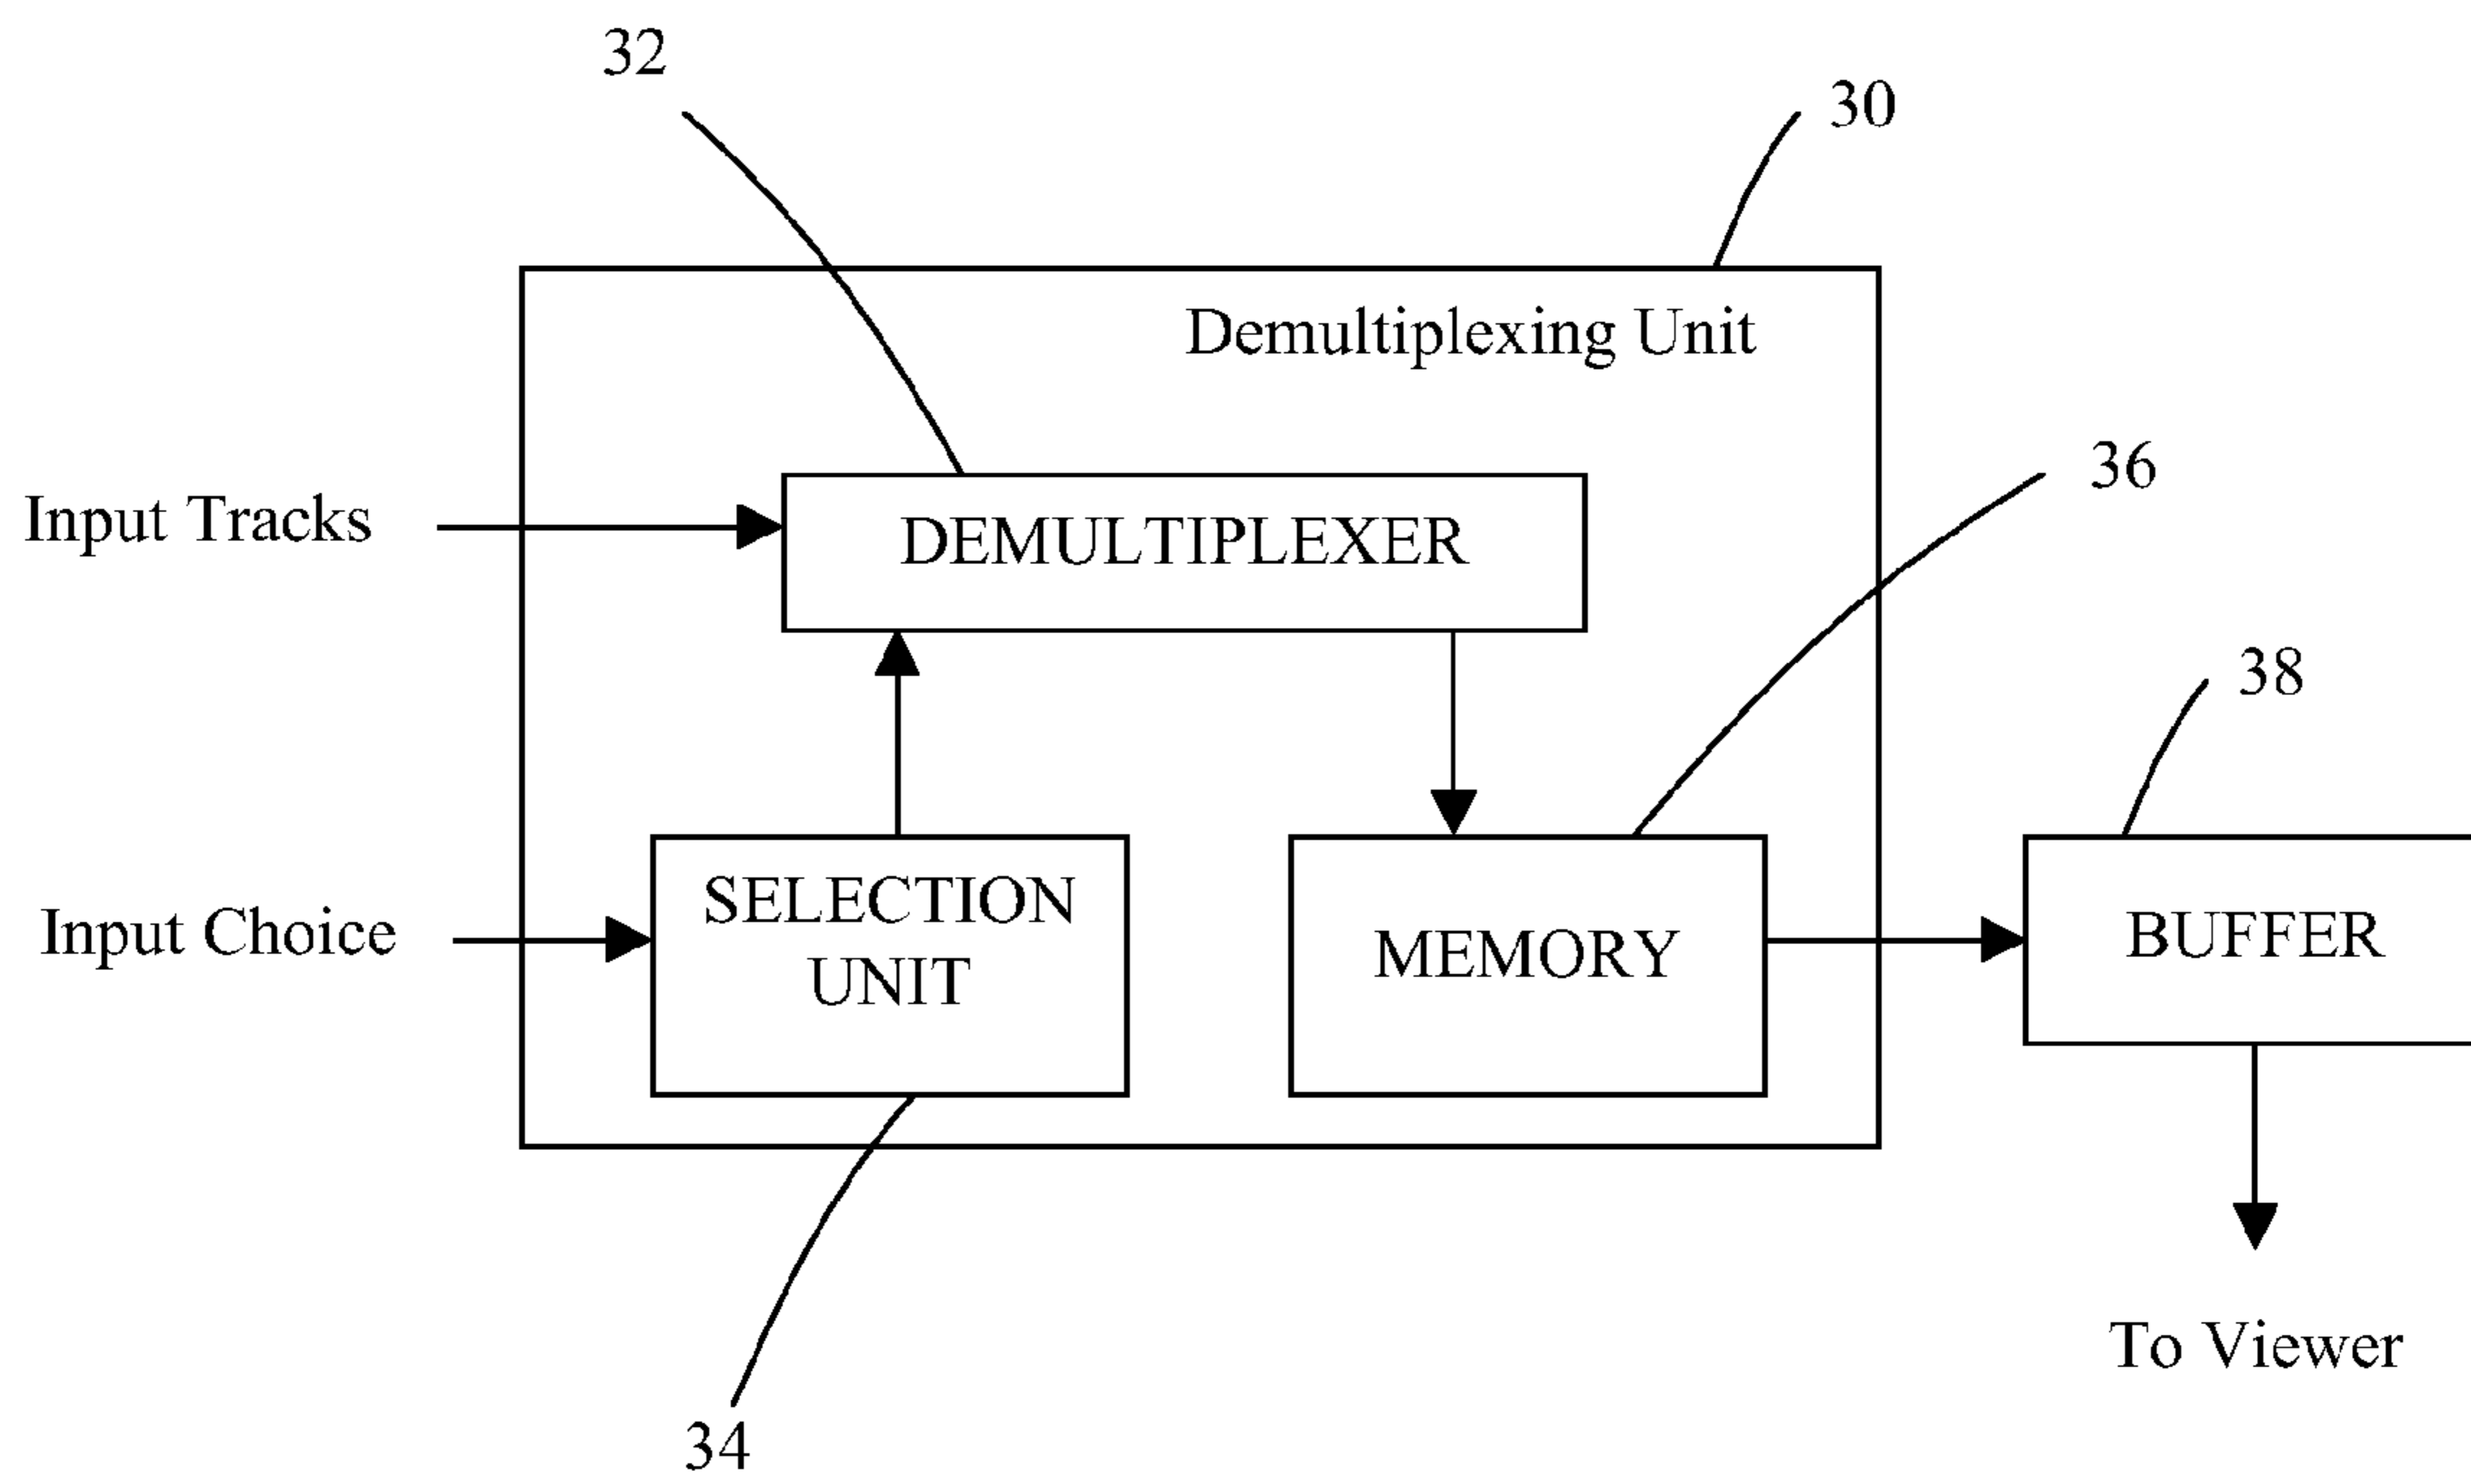 32
30
Demultiplexing Unit
36
Input Tracks
DEMULTIPLEXER
38
SELECTION
UNIT
Input Choice
MEMORY
BUFFER
To Viewer
34